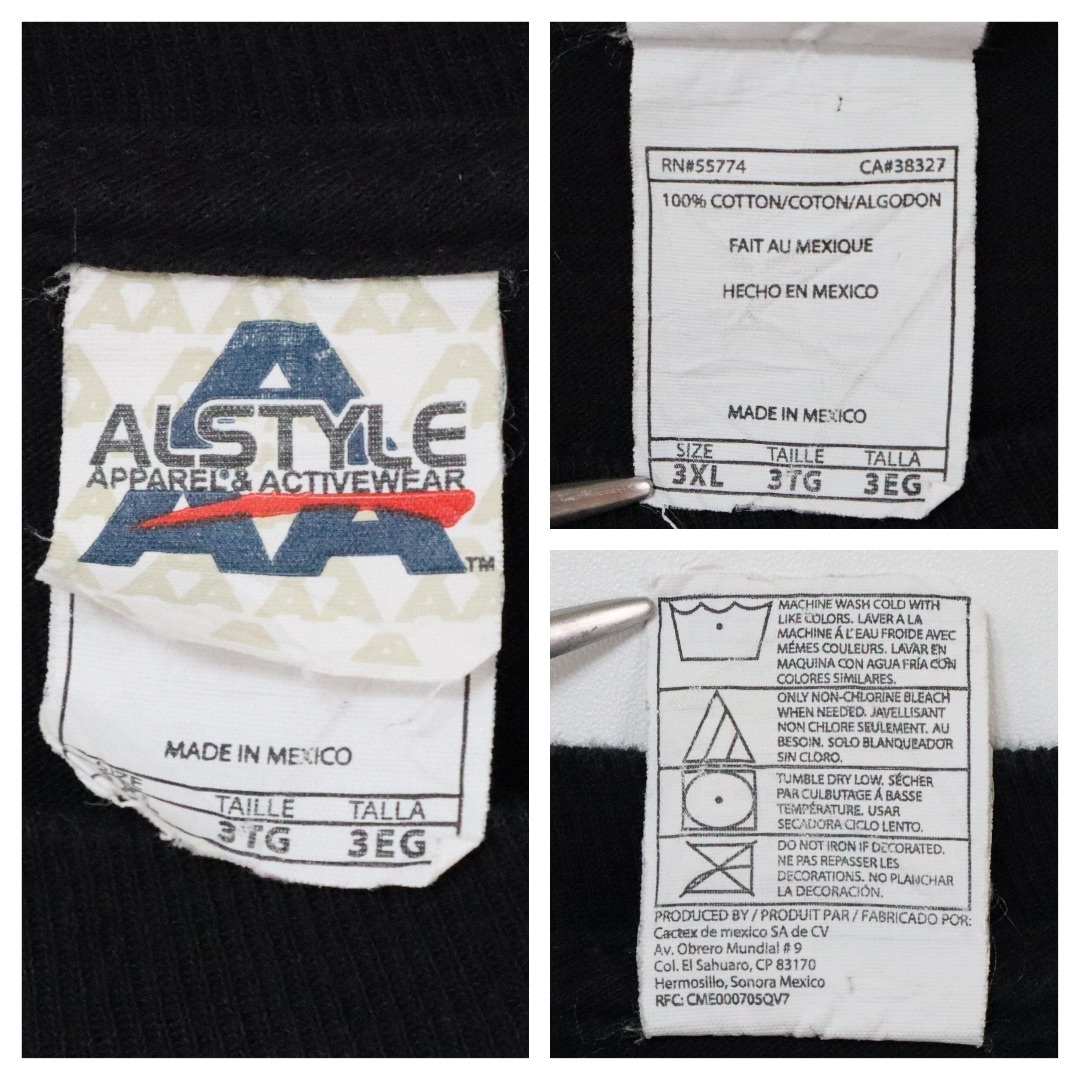 ALSTYLE
APPAREL & ACTIVEWEAR
AAA
TM
MADE IN MEXICO
SIZE TAILLE TALLA
3TG 3EG
RN#55774 CA#38327
100% COTTON/COTON/ALGODON
FAIT AU MEXIQUE
HECHO EN MEXICO
MADE IN MEXICO
SIZE TAILLE TALLA
3XL 3TG 3EG
MACHINE WASH COLD WITH
LIKE COLORS. LAVER A LA
MACHINE Á L'EAU FROIDE AVEC
MÉMES COULEURS. LAVAR EN
MAQUINA CON AGUA FRÍA CON
COLORES SIMILARES.
ONLY NON-CHLORINE BLEACH
WHEN NEEDED. JAVELLISANT
NON CHLORE SEULEMENT. AU
BESOIN. SOLO BLANQUEADOR
SIN CLORO.
TUMBLE DRY LOW. SÉCHER
PAR CULBUTAGE Á BASSE
TEMPÉRATURE. USAR
SECADORA CICLO LENTO.
DO NOT IRON IF DECORATED.
NE PAS REPASSER LES
DECORATIONS. NO PLANCHAR
LA DECORACIÓN.
PRODUCED BY / PRODUIT PAR / FABRICADO POR:
Cactex de mexico SA de CV
Av. Obrero Mundial # 9
Col. El Sahuaro, CP 83170
Hermosillo, Sonora Mexico
RFC: CME000705QV7